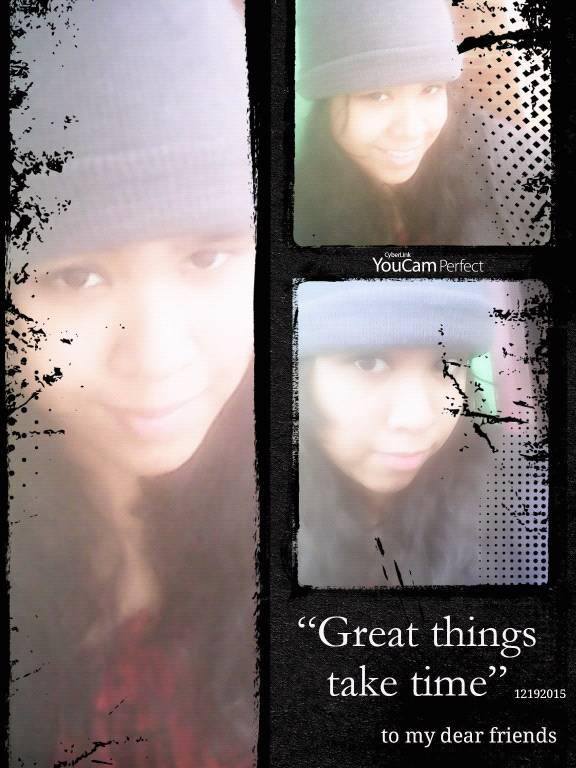 CyberLink
YouCam Perfect
“Great things
take time” 12192015
to my dear friends